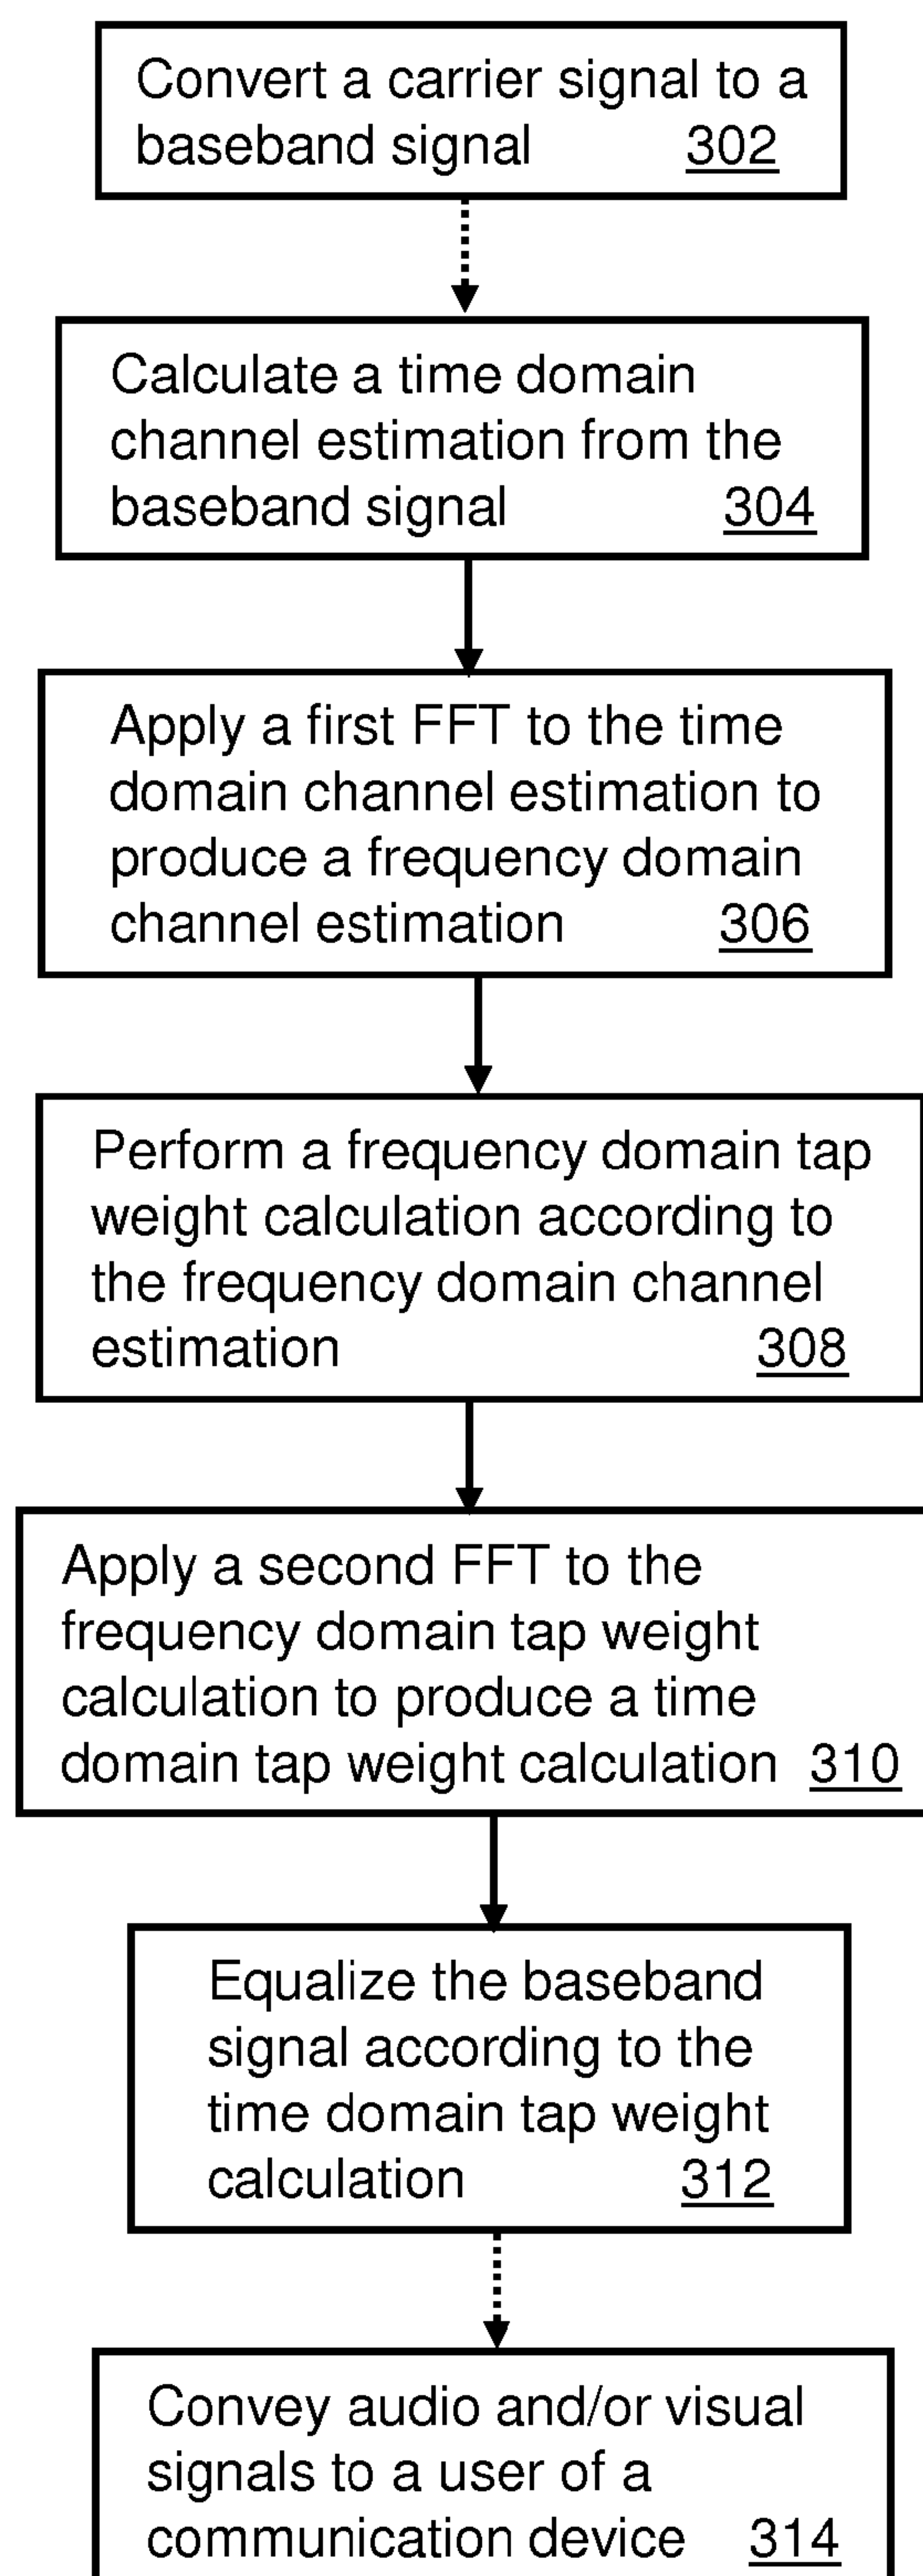 Convert a carrier signal to a
baseband signal 302
Calculate a time domain
channel estimation from the
baseband signal 304
Apply a first FFT to the time
domain channel estimation to
produce a frequency domain
channel estimation 306
Perform a frequency domain tap
weight calculation according to
the frequency domain channel
estimation 308
Apply a second FFT to the
frequency domain tap weight
calculation to produce a time
domain tap weight calculation 310
Equalize the baseband
signal according to the
time domain tap weight
calculation 312
Convey audio and/or visual
signals to a user of a
communication device 314